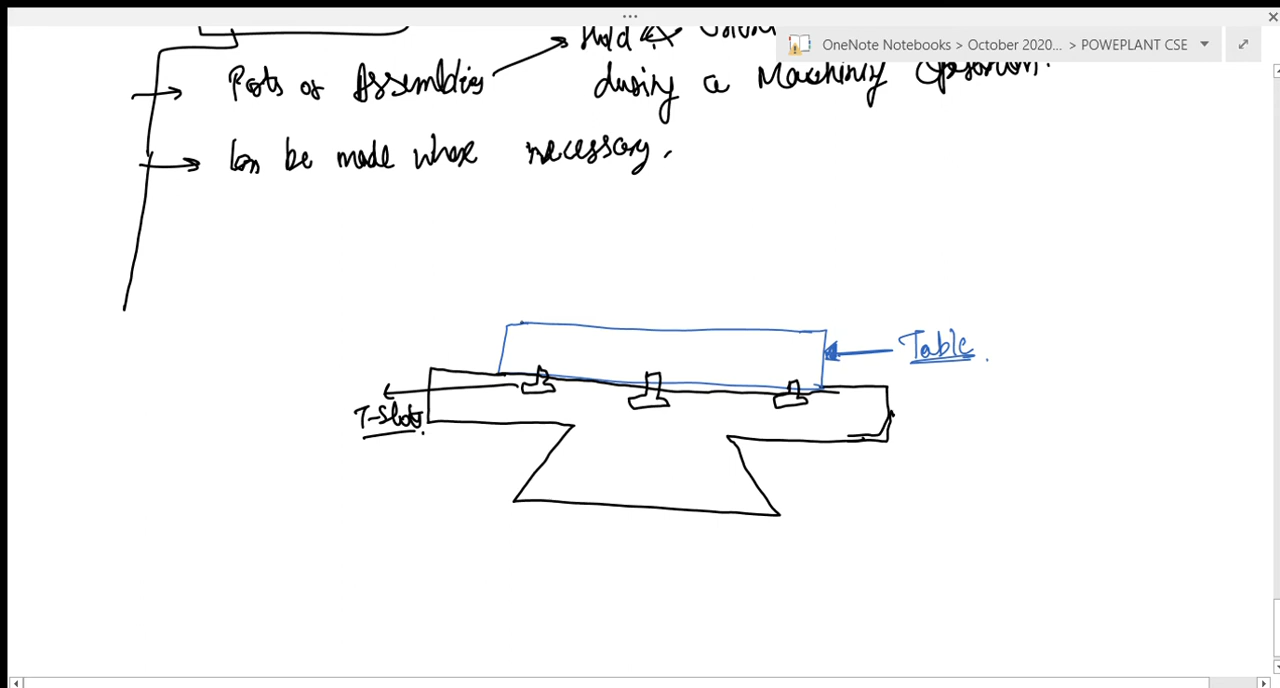 Hold
OneNote Notebooks > October 2020... > POWEPLANT CSE
Parts or Assemblies during a Machining Operation.
Can be made where necessary.
Table.
T-Slots.